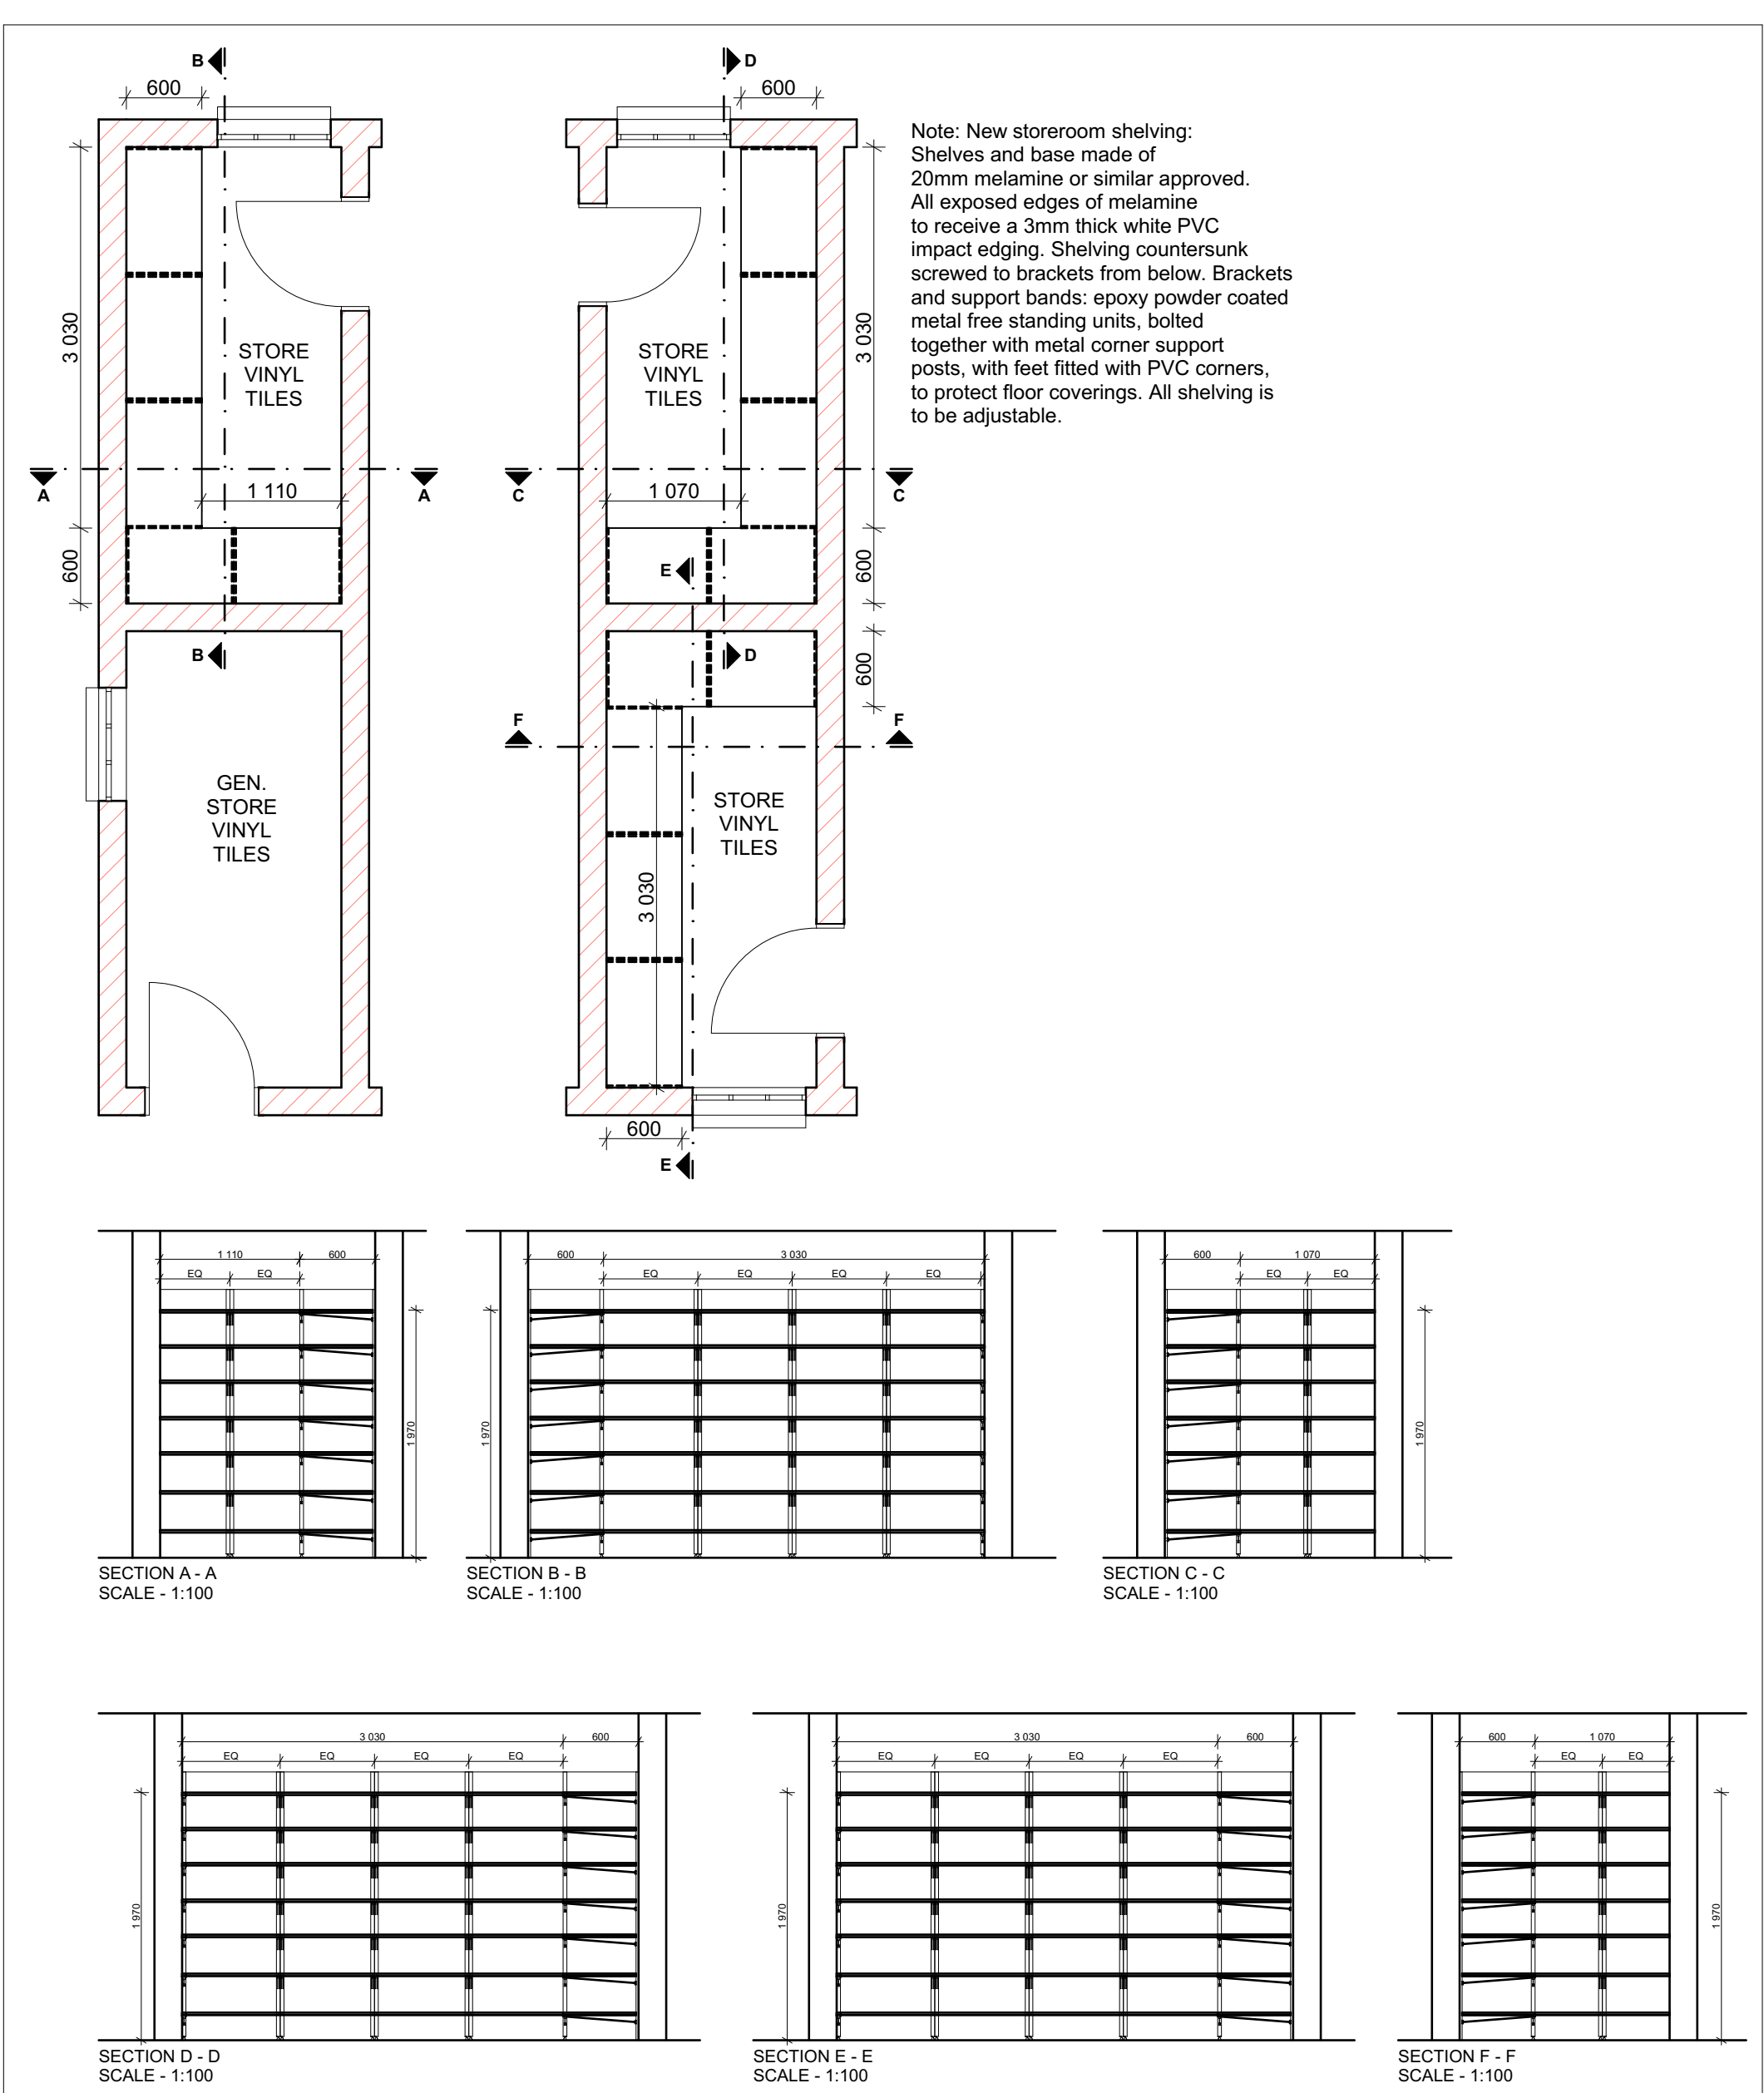 B
D
600
600
Note: New storeroom shelving:
Shelves and base made of
20mm melamine or similar approved.
All exposed edges of melamine
to receive a 3mm thick white PVC
impact edging. Shelving countersunk
screwed to brackets from below. Brackets
and support bands: epoxy powder coated
metal free standing units, bolted
together with metal corner support
posts, with feet fitted with PVC corners,
to protect floor coverings. All shelving is
to be adjustable.
3 030
STORE
VINYL
TILES
STORE
VINYL
TILES
3 030
A
1 110
A
C
1 070
C
600
E
600
B
D
600
F
F
GEN.
STORE
VINYL
TILES
STORE
VINYL
TILES
3 030
600
E
1 110
600
EQ
EQ
1 970
SECTION A - A
SCALE - 1:100
600
3 030
EQ
EQ
EQ
EQ
1 970
SECTION B - B
SCALE - 1:100
600
1 070
EQ
EQ
1 970
SECTION C - C
SCALE - 1:100
3 030
600
EQ
EQ
EQ
EQ
1 970
SECTION D - D
SCALE - 1:100
3 030
600
EQ
EQ
EQ
EQ
1 970
SECTION E - E
SCALE - 1:100
600
1 070
EQ
EQ
1 970
SECTION F - F
SCALE - 1:100